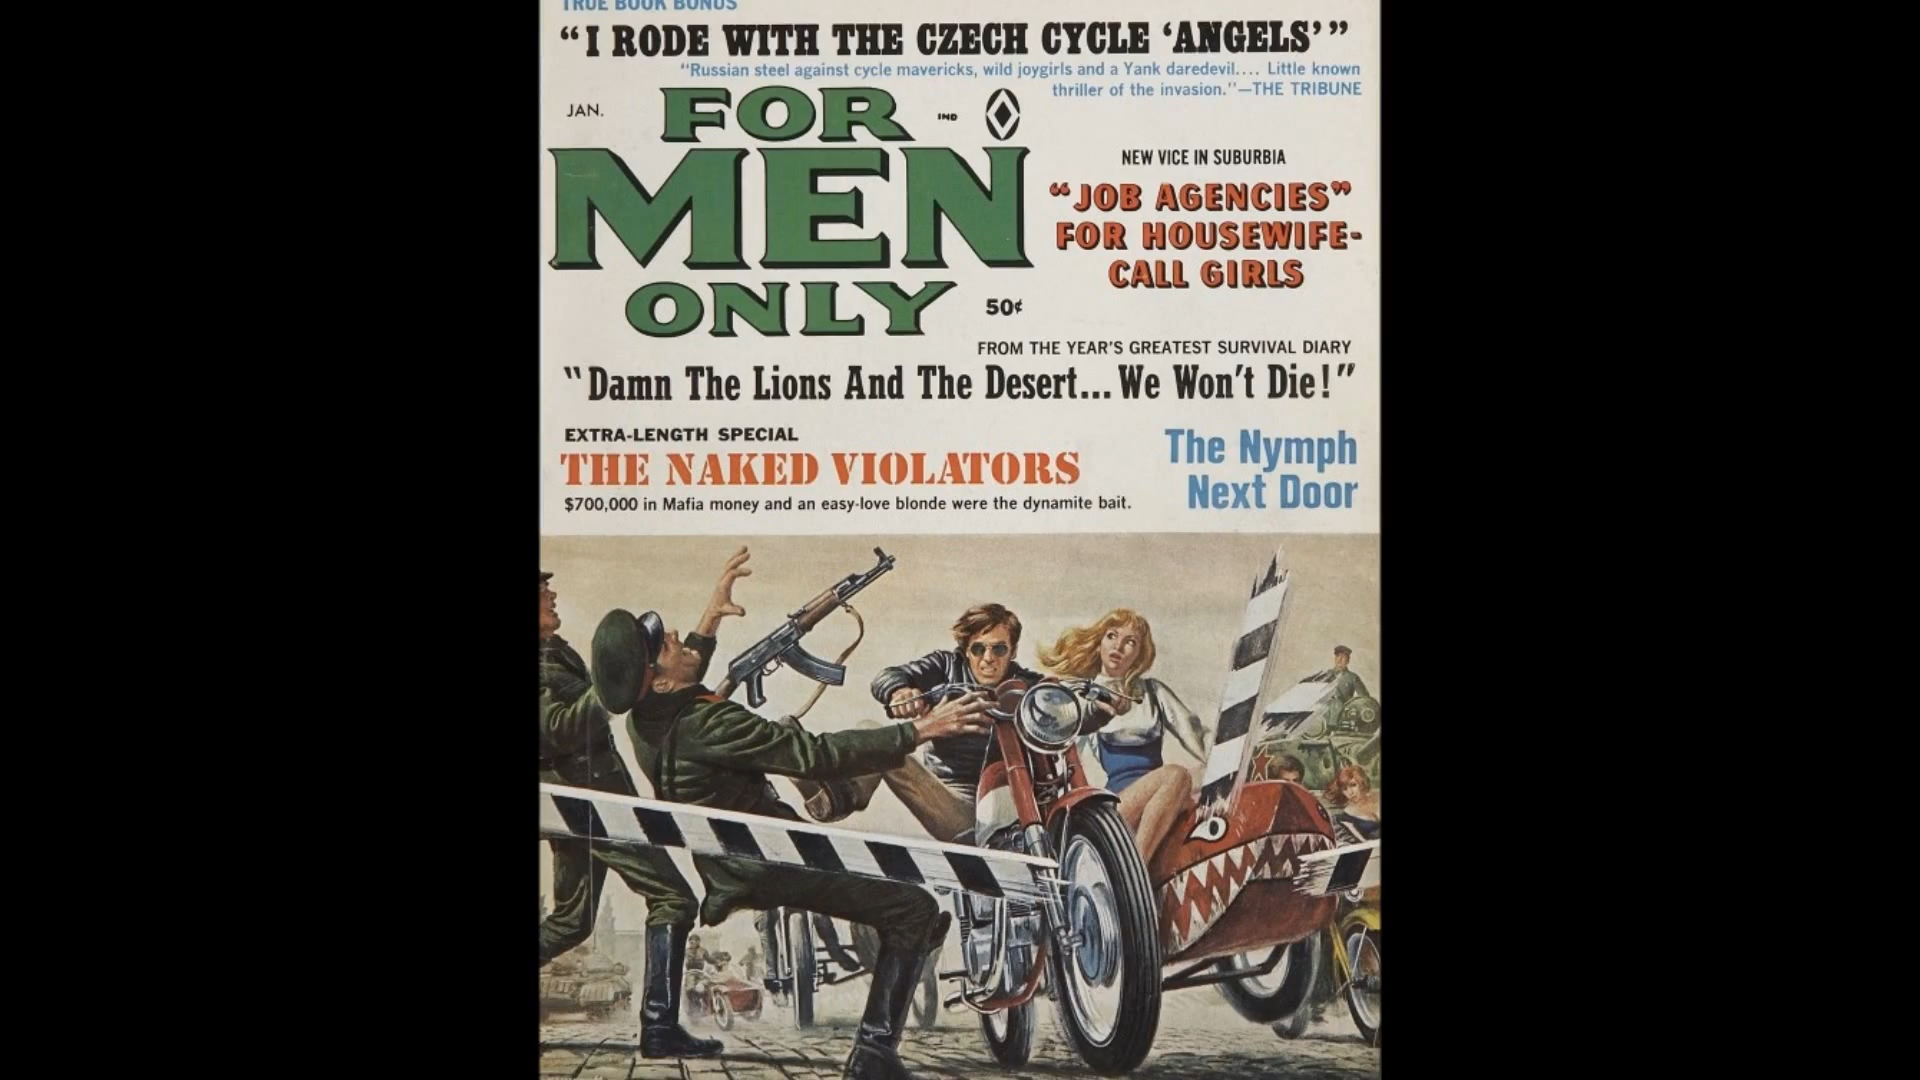 TRUE BOOK BONUS
“I RODE WITH THE CZECH CYCLE ‘ANGELS’”
“Russian steel against cycle mavericks, wild joygirls and a Yank daredevil.... Little known
thriller of the invasion.”—THE TRIBUNE
JAN.
FOR
IND
MEN
ONLY
50¢
NEW VICE IN SUBURBIA
“JOB AGENCIES”
FOR HOUSEWIFE-
CALL GIRLS
FROM THE YEAR'S GREATEST SURVIVAL DIARY
"Damn The Lions And The Desert... We Won't Die!"
EXTRA-LENGTH SPECIAL
THE NAKED VIOLATORS
$700,000 in Mafia money and an easy-love blonde were the dynamite bait.
The Nymph
Next Door